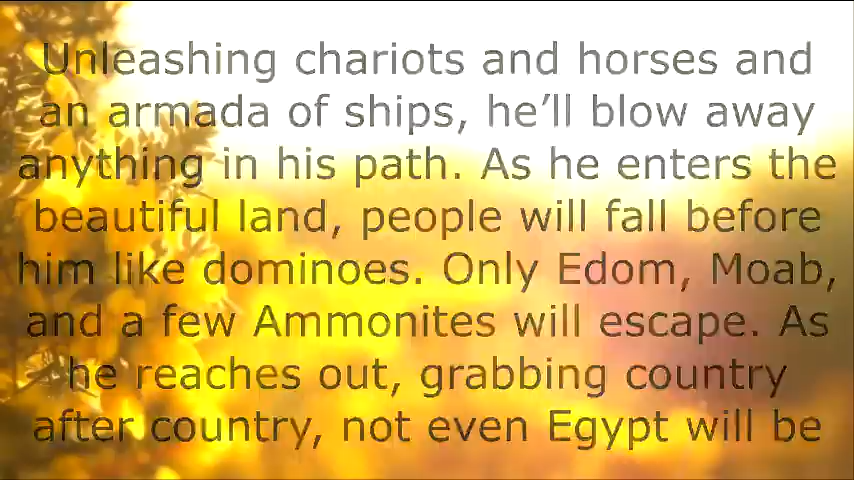 Unleashing chariots and horses and
an armada of ships, he’ll blow away
anything in his path. As he enters the
beautiful land, people will fall before
him like dominoes. Only Edom, Moab,
and a few Ammonites will escape. As
he reaches out, grabbing country
after country, not even Egypt will be